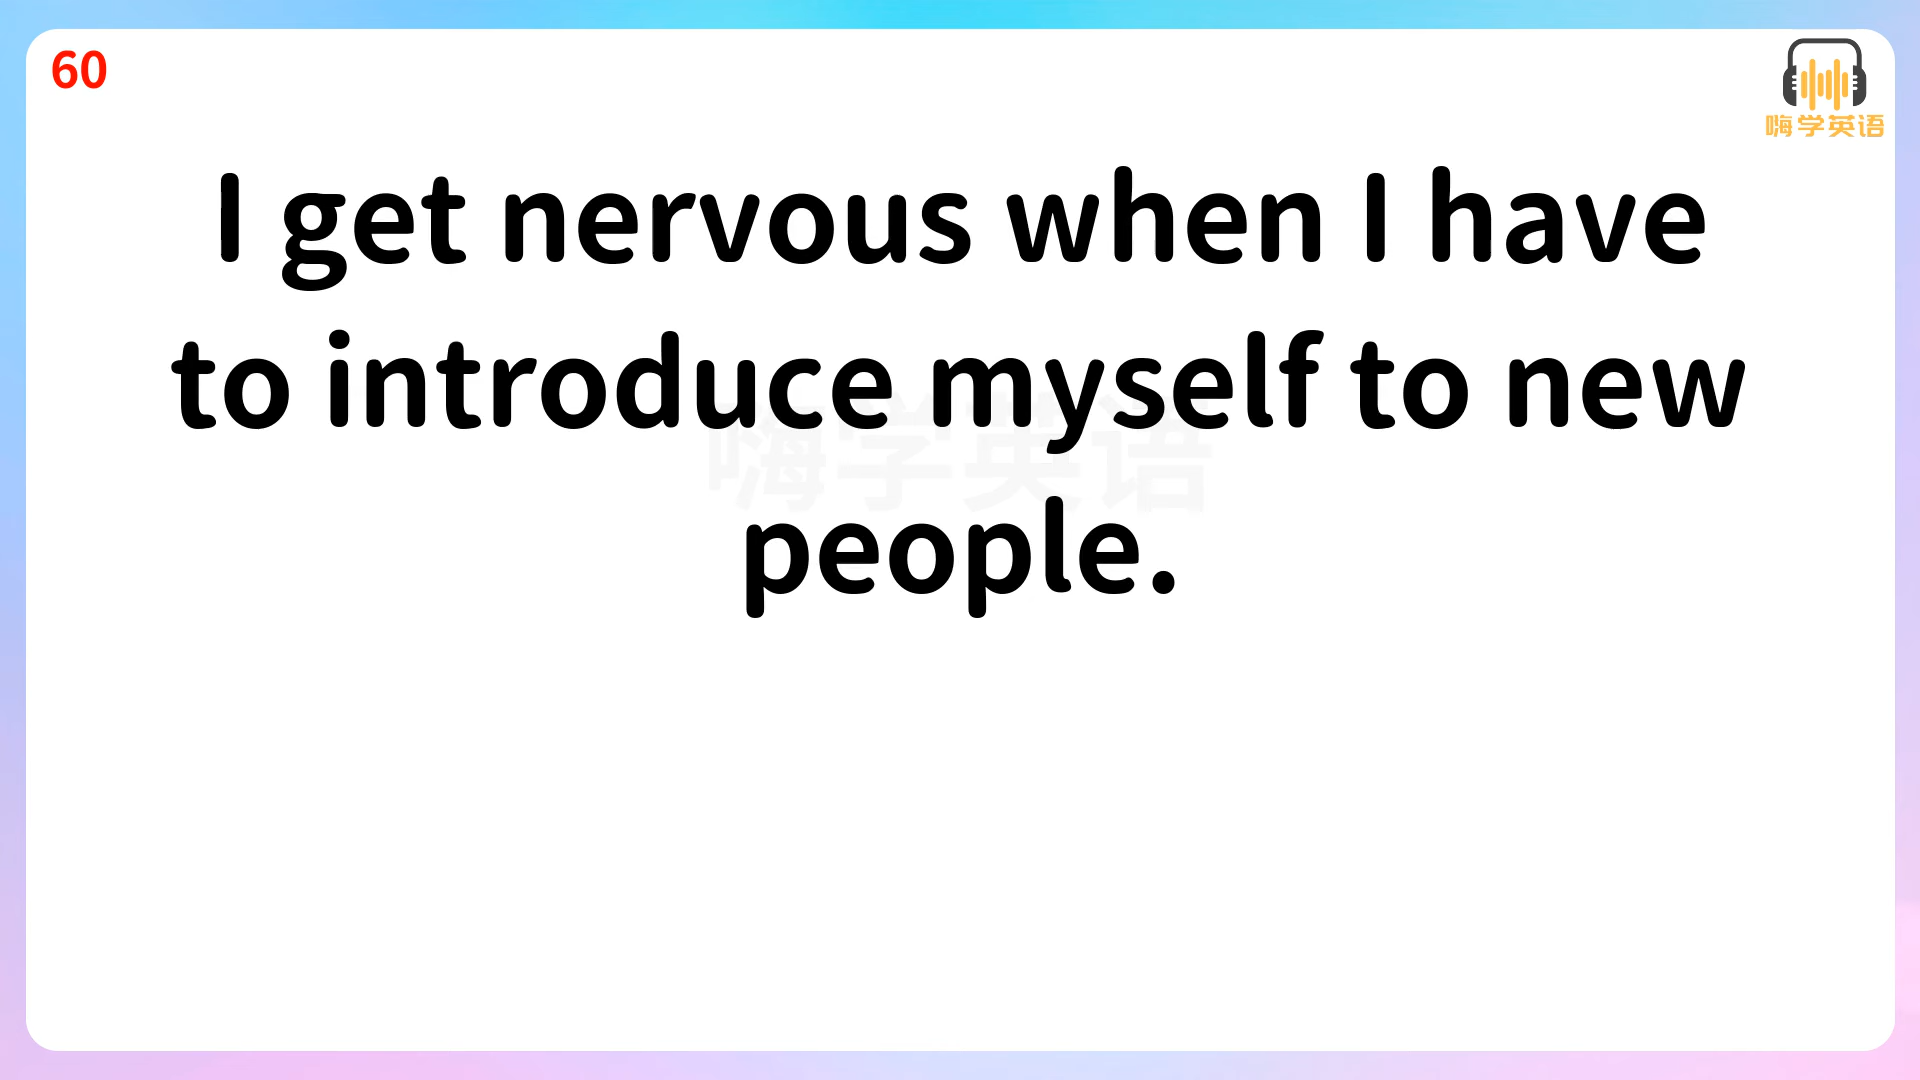 60
嗨学英语
I get nervous when I have
to introduce myself to new
嗨学英语
people.